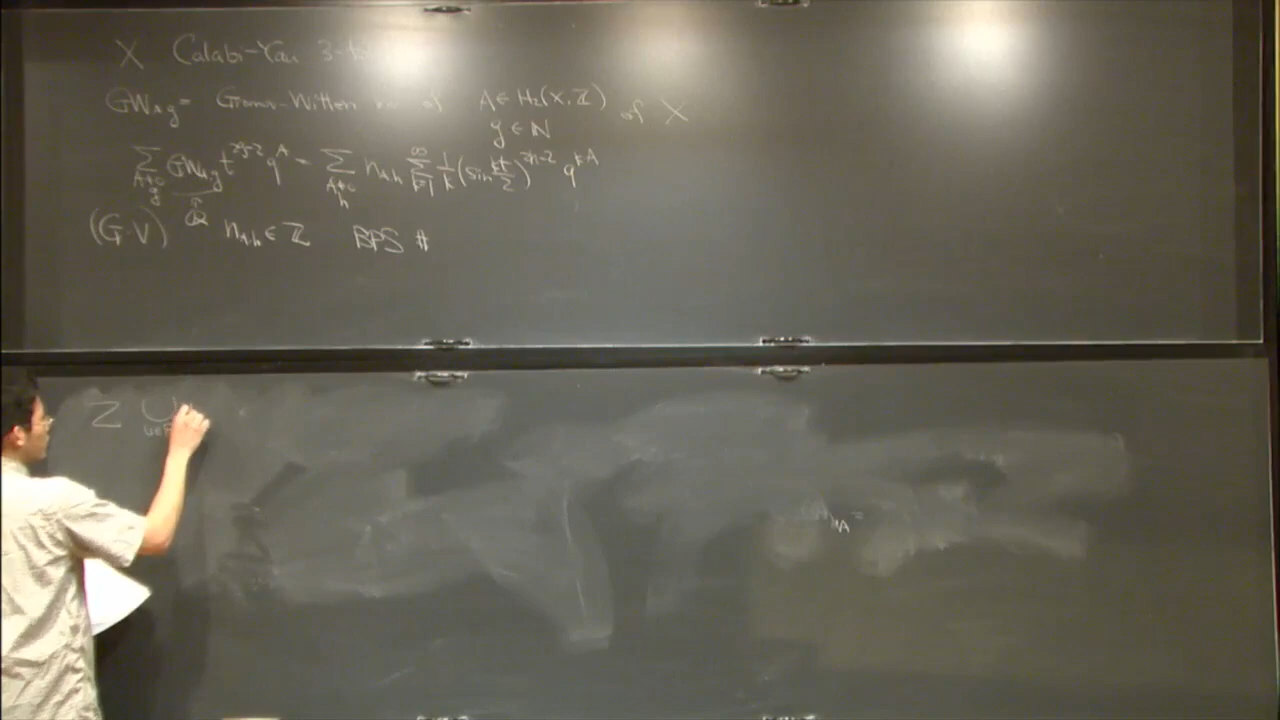 X Calabi-Yau 3-
GW_{A,g} = Gromov-Witten of A ∈ H_2(X, Z) of X
g ∈ N
∑_{A≠0, g} GW_{A,g} t^{2g-2} q^A = ∑_{A≠0, h} n_{A,h} ∑_{k=1}^{∞} 1/k (sin kt/2)^{2h-2} q^{kA}
Q
(G.V) n_{A,h} ∈ Z BPS #
Z ∪